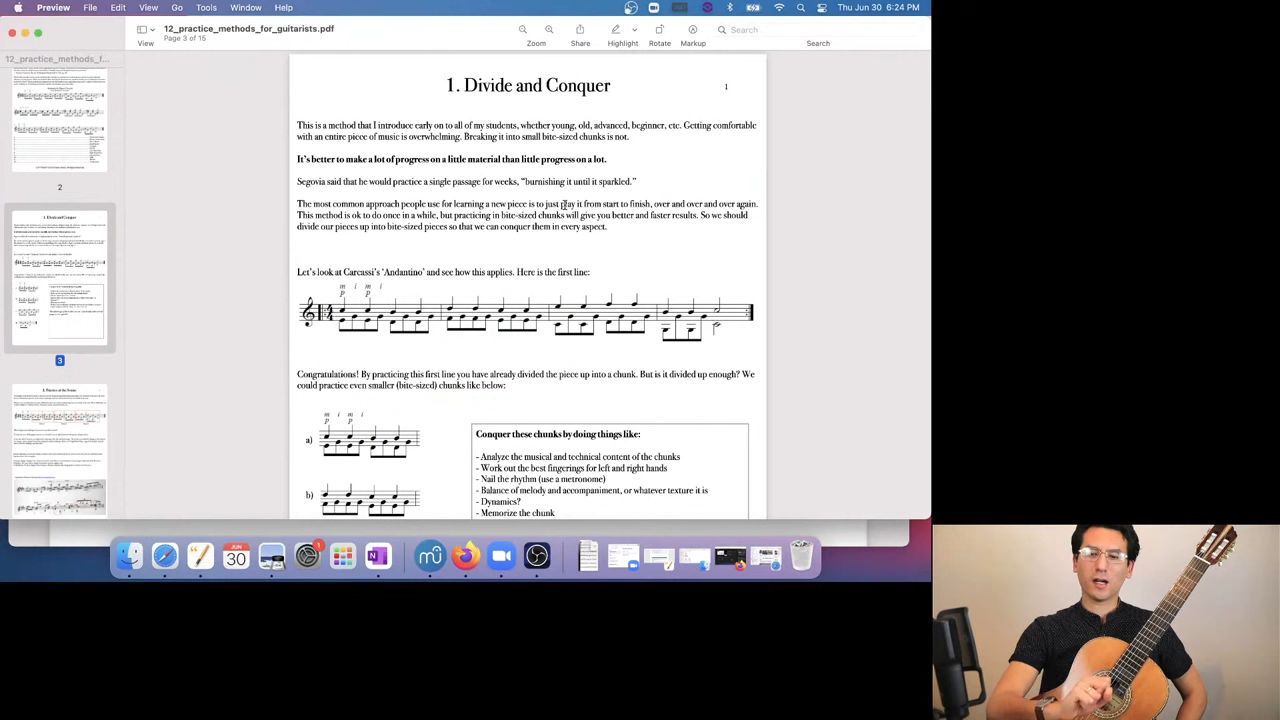 Preview File Edit View Go Tools Window Help
Thu Jun 30 6:24 PM
12_practice_methods_for_guitarists.pdf
Page 3 of 15
Search
View
Zoom
Share
Highlight
Rotate
Markup
Search
12_practice_methods_f...
2
3
1. Divide and Conquer
1
This is a method that I introduce early on to all of my students, whether young, old, advanced, beginner, etc. Getting comfortable
with an entire piece of music is overwhelming. Breaking it into small bite-sized chunks is not.
It's better to make a lot of progress on a little material than little progress on a lot.
Segovia said that he would practice a single passage for weeks, "burnishing it until it sparkled."
The most common approach people use for learning a new piece is to just play it from start to finish, over and over and over again.
This method is ok to do once in a while, but practicing in bite-sized chunks will give you better and faster results. So we should
divide our pieces up into bite-sized pieces so that we can conquer them in every aspect.
Let's look at Carcassi's 'Andantino' and see how this applies. Here is the first line:
m i m i
p p
Congratulations! By practicing this first line you have already divided the piece up into a chunk. But is it divided up enough? We
could practice even smaller (bite-sized) chunks like below:
m i m i
p p
a)
b)
Conquer these chunks by doing things like:
- Analyze the musical and technical content of the chunks
- Work out the best fingerings for left and right hands
- Nail the rhythm (use a metronome)
- Balance of melody and accompaniment, or whatever texture it is
- Dynamics?
- Memorize the chunk
JUN
30
1
N